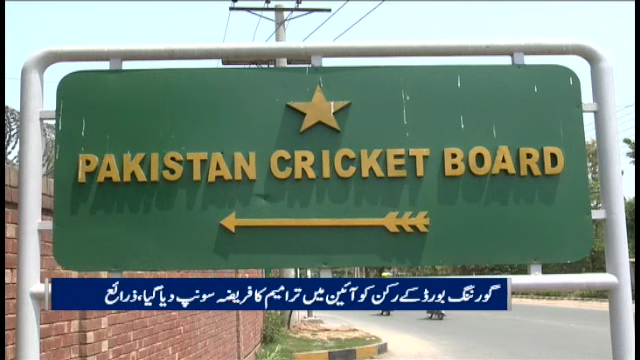 PAKISTAN CRICKET BOARD
گورننگ بورڈ کے رکن کو آئین میں ترامیم کا فریضہ سونپ دیا گیا، ذرائع